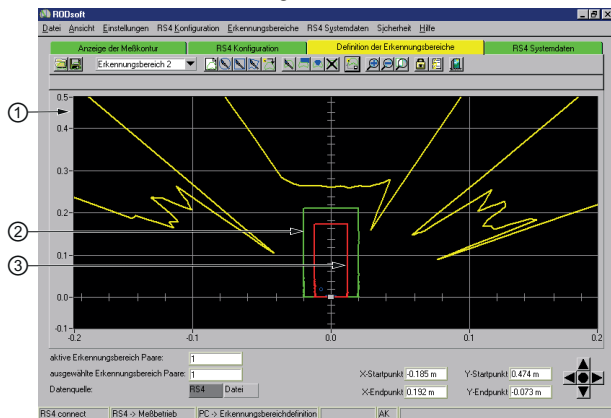 RODsoft
Datei Ansicht Einstellungen RS4 Konfiguration Erkennungsbereiche RS4 Systemdaten Sicherheit Hilfe
Anzeige der Meßkontur RS4 Konfiguration Definition der Erkennungsbereiche RS4 Systemdaten
Erkennungsbereich 2
1
0.5
0.4
0.3
0.2
2
0.1
3
0.0
-0.1
-0.2 -0.1 0.0 0.1 0.2
aktive Erkennungsbereich Paare: 1
ausgewählte Erkennungsbereich Paare: 1
Datenquelle: RS4 Datei
X-Startpunkt -0.185 m Y-Startpunkt 0.474 m
X-Endpunkt 0.192 m Y-Endpunkt -0.073 m
RS4 connect RS4 -> Meßbetrieb PC -> Erkennungsbereichdefinition AK